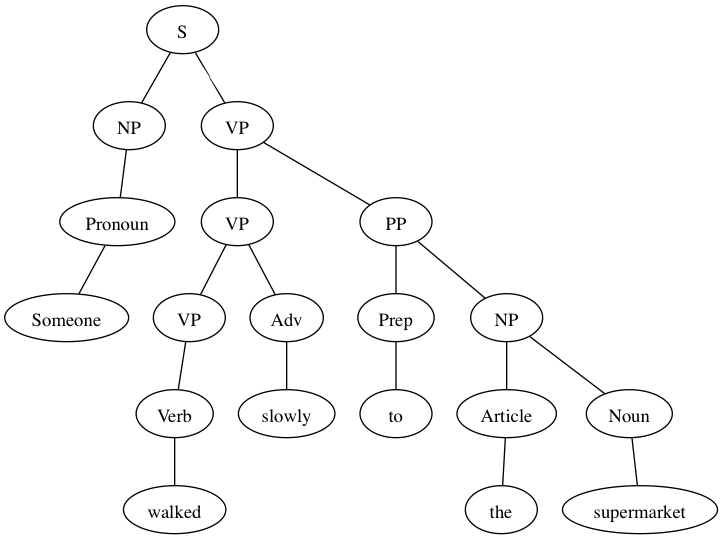 S
NP VP
Pronoun VP PP
Someone VP Adv Prep NP
Verb slowly to Article Noun
walked the supermarket